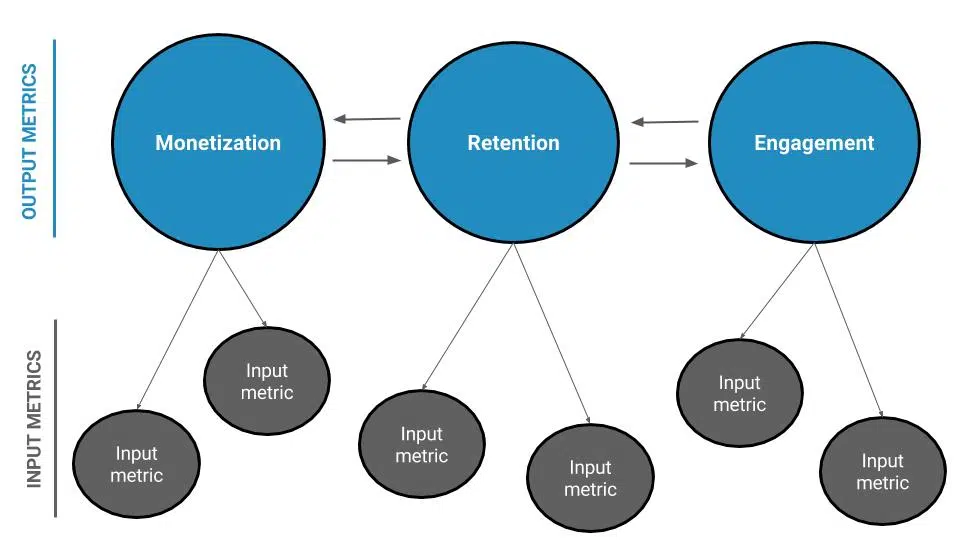 OUTPUT METRICS
Monetization
Retention
Engagement
INPUT METRICS
Input
metric
Input
metric
Input
metric
Input
metric
Input
metric
Input
metric